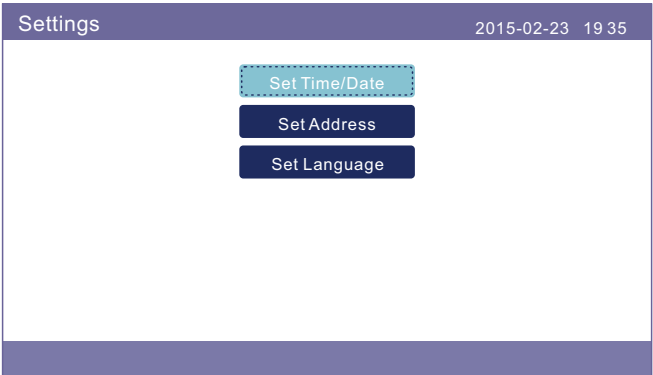 Settings 2015-02-23 19 35
Set Time/Date
Set Address
Set Language